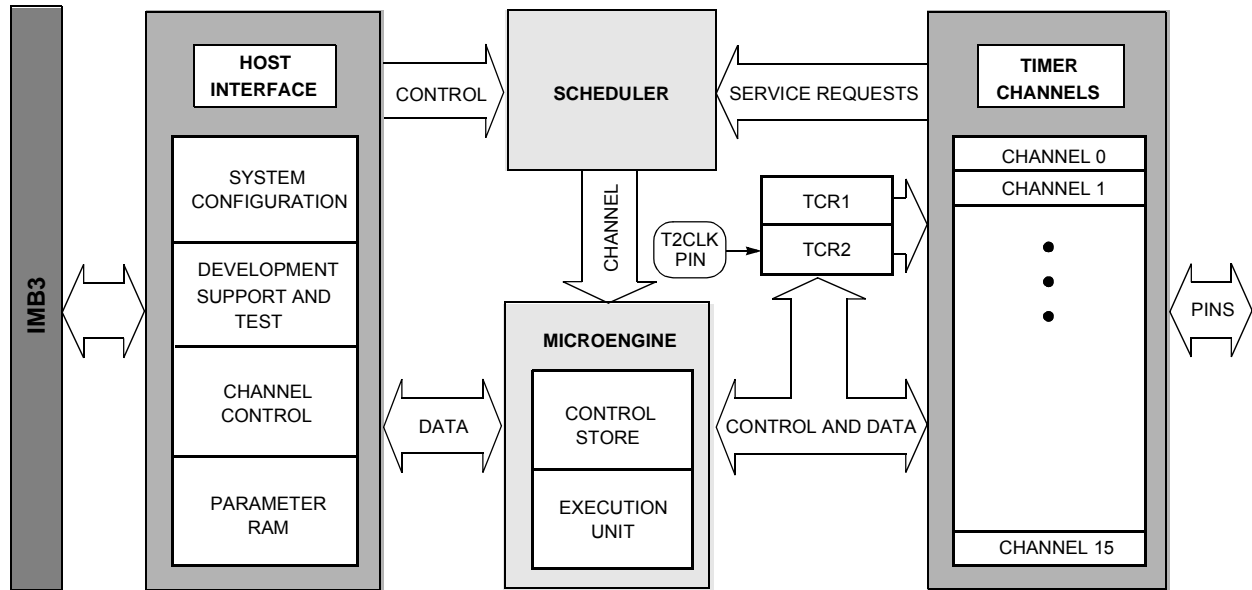 IMB3
HOST
INTERFACE
SYSTEM
CONFIGURATION
DEVELOPMENT
SUPPORT AND
TEST
CHANNEL
CONTROL
PARAMETER
RAM
CONTROL
DATA
SCHEDULER
CHANNEL
MICROENGINE
CONTROL
STORE
EXECUTION
UNIT
SERVICE REQUESTS
T2CLK
PIN
TCR1
TCR2
CONTROL AND DATA
TIMER
CHANNELS
CHANNEL 0
CHANNEL 1
CHANNEL 15
PINS